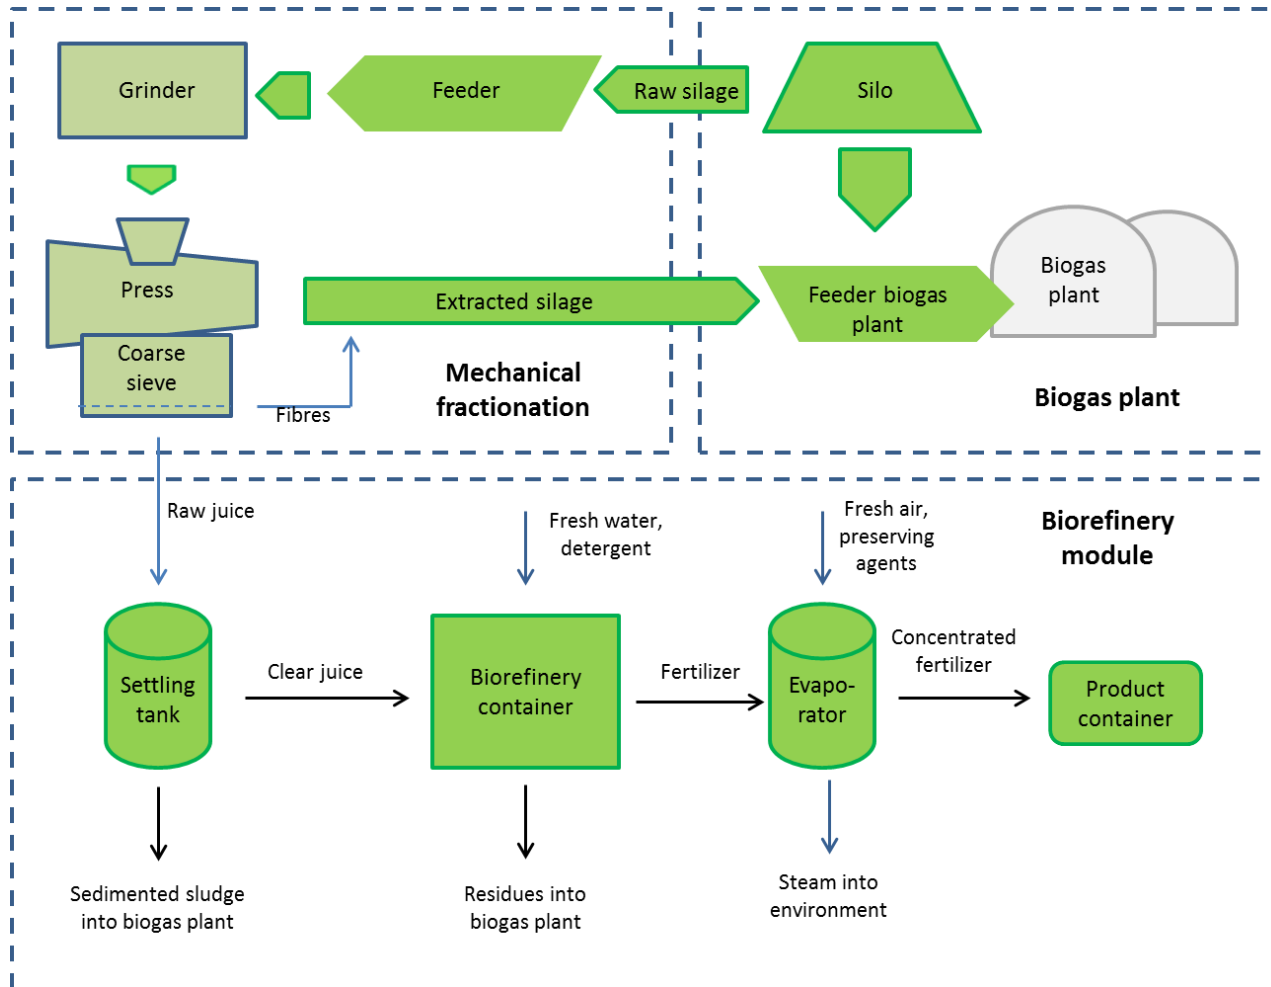 Grinder
Feeder
Raw silage
Silo
Press
Coarse
sieve
Extracted silage
Feeder biogas
plant
Biogas
plant
Fibres
Mechanical
fractionation
Biogas plant
Raw juice
Fresh water,
detergent
Fresh air,
preserving
agents
Biorefinery
module
Settling
tank
Clear juice
Biorefinery
container
Fertilizer
Evapo-
rator
Concentrated
fertilizer
Product
container
Sedimented sludge
into biogas plant
Residues into
biogas plant
Steam into
environment